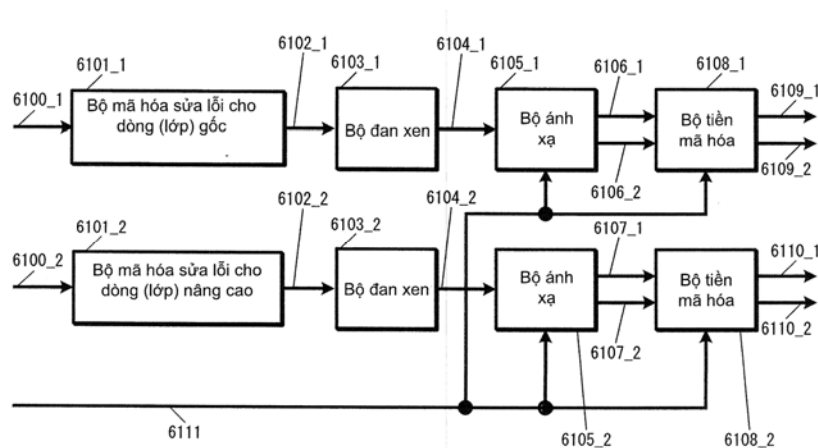 6101_1
6102_1
6103_1
6104_1
6105_1
6106_1
6108_1
6109_1
6100_1
Bộ mã hóa sửa lỗi cho
dòng (lớp) gốc
Bộ đan xen
Bộ ánh
xạ
Bộ tiền
mã hóa
6106_2
6109_2
6101_2
6102_2
6103_2
6104_2
6107_1
6110_1
6100_2
Bộ mã hóa sửa lỗi cho
dòng (lớp) nâng cao
Bộ đan xen
Bộ ánh
xạ
Bộ tiền
mã hóa
6107_2
6110_2
6111
6105_2
6108_2